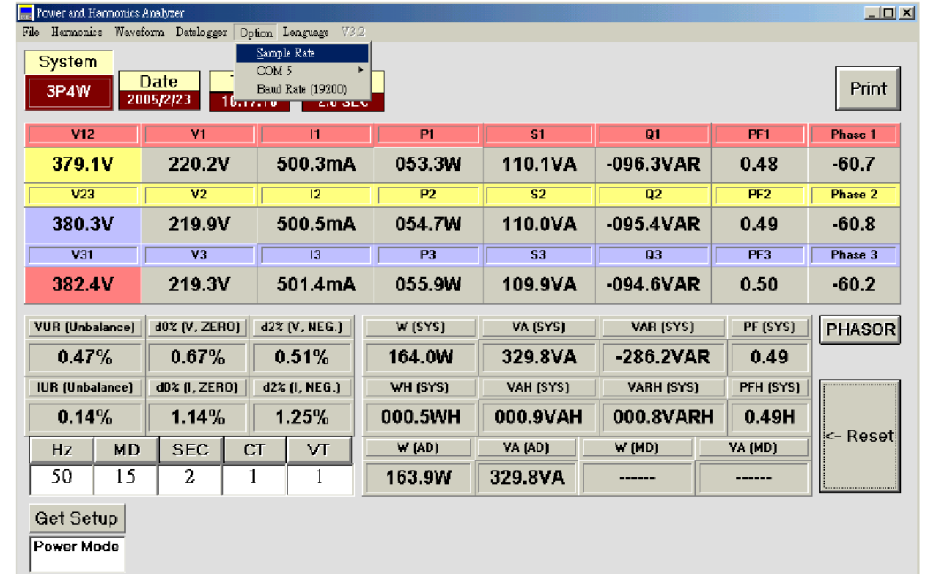 Power and Harmonics Analyzer
File Harmonics Waveform Datalogger Option Language V3.2
Sample Rate
COM 5
Baud Rate (19200)
System
3P4W
Date
2005/2/23
Print
V12 V1 I1 P1 S1 Q1 PF1 Phase 1
379.1V 220.2V 500.3mA 053.3W 110.1VA -096.3VAR 0.48 -60.7
V23 V2 I2 P2 S2 Q2 PF2 Phase 2
380.3V 219.9V 500.5mA 054.7W 110.0VA -095.4VAR 0.49 -60.8
V31 V3 I3 P3 S3 Q3 PF3 Phase 3
382.4V 219.3V 501.4mA 055.9W 109.9VA -094.6VAR 0.50 -60.2
VUR (Unbalance) d0% (V, ZERO) d2% (V, NEG.) W (SYS) VA (SYS) VAR (SYS) PF (SYS) PHASOR
0.47% 0.67% 0.51% 164.0W 329.8VA -286.2VAR 0.49
IUR (Unbalance) d0% (I, ZERO) d2% (I, NEG.) WH (SYS) VAH (SYS) VARH (SYS) PFH (SYS)
0.14% 1.14% 1.25% 000.5WH 000.9VAH 000.8VARH 0.49H
<- Reset
Hz MD SEC CT VT W (AD) VA (AD) W (MD) VA (MD)
50 15 2 1 1 163.9W 329.8VA ------ ------
Get Setup
Power Mode